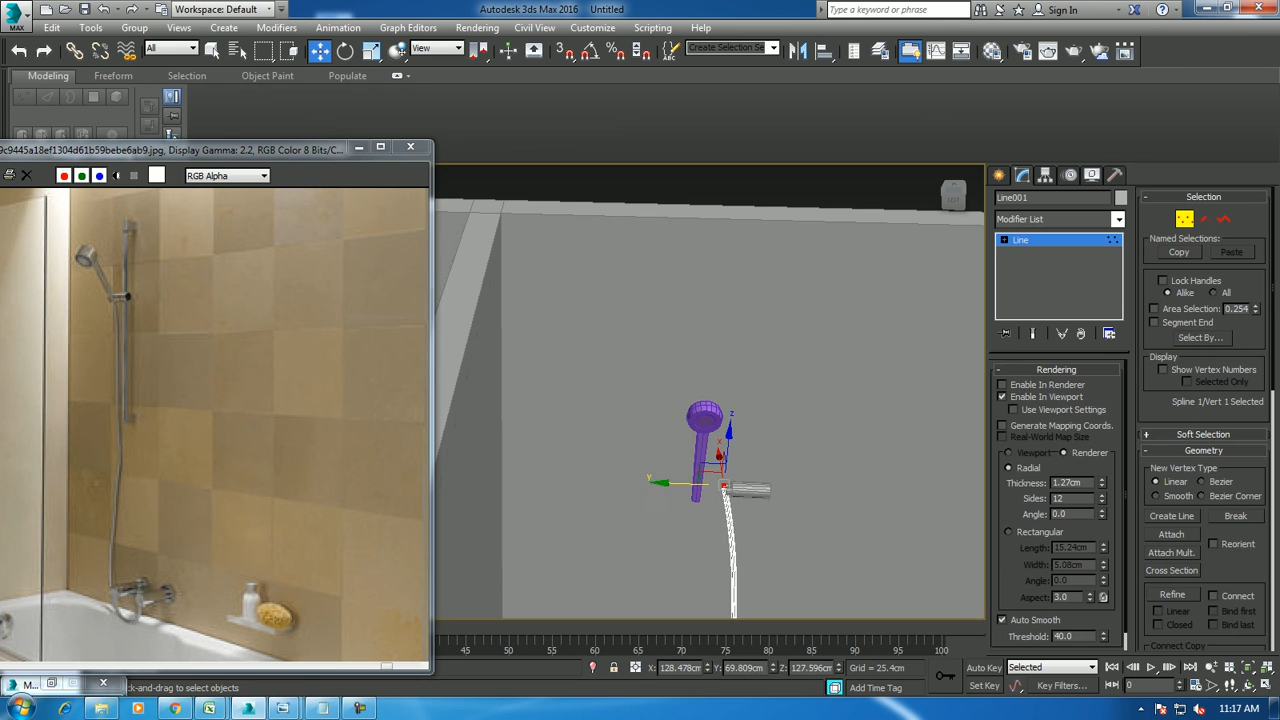 MAX
Workspace: Default
Autodesk 3ds Max 2016    Untitled
Type a keyword or phrase
Sign In
Edit Tools Group Views Create Modifiers Animation Graph Editors Rendering Civil View Customize Scripting Help
All
View
Create Selection Se
Modeling Freeform Selection Object Paint Populate
9c9445a18ef1304d61b59bebe6ab9.jpg, Display Gamma: 2.2, RGB Color 8 Bits/C...
RGB Alpha
z
x
y
Line001
Modifier List
Line
Rendering
Enable In Renderer
Enable In Viewport
Use Viewport Settings
Generate Mapping Coords.
Real-World Map Size
Viewport Renderer
Radial
Thickness: 1.27cm
Sides: 12
Angle: 0.0
Rectangular
Length: 15.24cm
Width: 5.08cm
Angle: 0.0
Aspect: 3.0
Auto Smooth
Threshold: 40.0
Selection
Named Selections:
Copy Paste
Lock Handles
Alike All
Area Selection: 0.254
Segment End
Select By...
Display
Show Vertex Numbers
Selected Only
Spline 1/Vert 1 Selected
Soft Selection
Geometry
New Vertex Type
Linear Bezier
Smooth Bezier Corner
Create Line Break
Attach
Reorient
Attach Mult.
Cross Section
Refine Connect
Linear Bind first
Closed Bind last
Connect Copy
45 50 55 60 65 70 75 80 85 90 95 100
X: 128.478cm Y: 69.809cm Z: 127.596cm Grid = 25.4cm
Auto Key Selected
Set Key Key Filters...
0
M...
ick-and-drag to select objects
Add Time Tag
11:17 AM